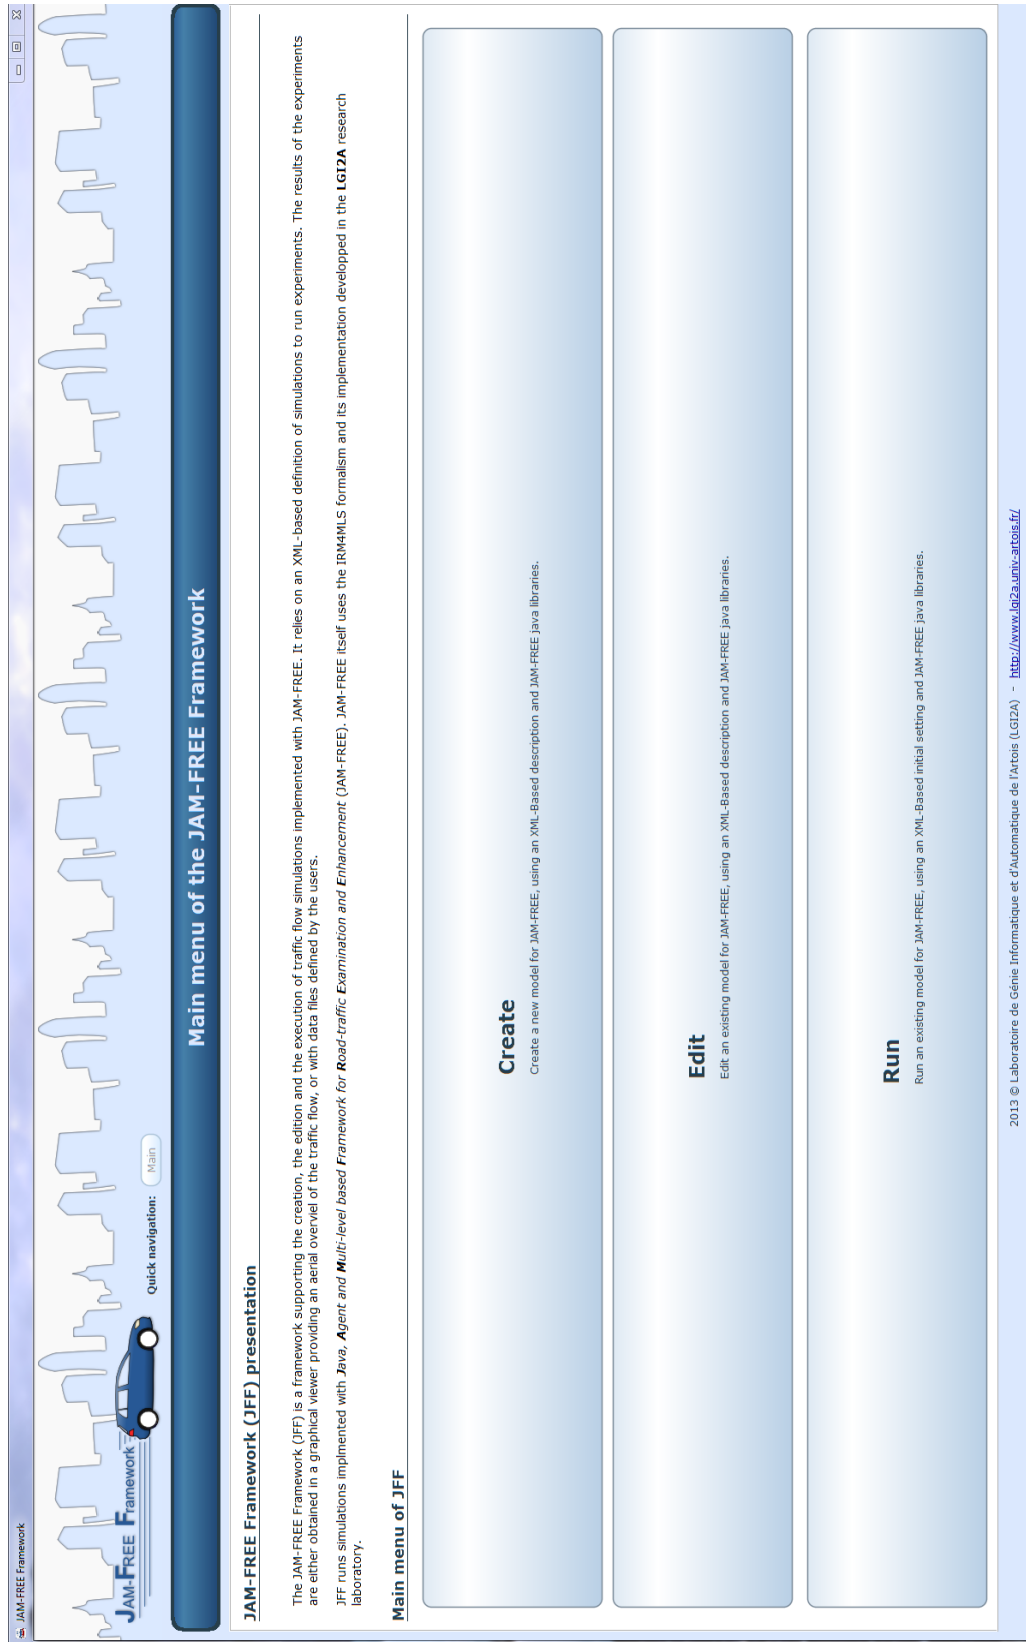 JAM-FREE Framework
JAM-FREE FRAMEWORK
Quick navigation: Main
Main menu of the JAM-FREE Framework
JAM-FREE Framework (JFF) presentation
The JAM-FREE Framework (JFF) is a framework supporting the creation, the edition and the execution of traffic flow simulations implemented with JAM-FREE. It relies on an XML-based definition of simulations to run experiments. The results of the experiments
are either obtained in a graphical viewer providing an aerial overviel of the traffic flow, or with data files defined by the users.
JFF runs simulations implmented with Java, Agent and Multi-level based Framework for Road-traffic Examination and Enhancement (JAM-FREE). JAM-FREE itself uses the IRM4MLS formalism and its implementation developped in the LGI2A research
laboratory.
Main menu of JFF
Create
Create a new model for JAM-FREE, using an XML-Based description and JAM-FREE java libraries.
Edit
Edit an existing model for JAM-FREE, using an XML-Based description and JAM-FREE java libraries.
Run
Run an existing model for JAM-FREE, using an XML-Based initial setting and JAM-FREE java libraries.
2013 © Laboratoire de Génie Informatique et d'Automatique de l'Artois (LGI2A) - http://www.lgi2a.univ-artois.fr/